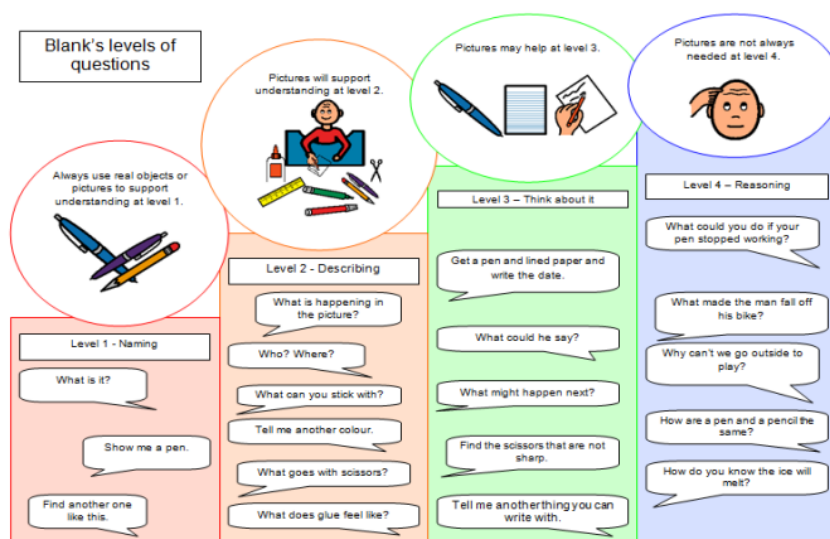 Blank's levels of
questions
Always use real objects or
pictures to support
understanding at level 1.
Level 1 - Naming
What is it?
Show me a pen.
Find another one
like this.
Pictures will support
understanding at level 2.
Level 2 - Describing
What is happening in
the picture?
Who? Where?
What can you stick with?
Tell me another colour.
What goes with scissors?
What does glue feel like?
Pictures may help at level 3.
Level 3 – Think about it
Get a pen and lined paper and
write the date.
What could he say?
What might happen next?
Find the scissors that are not
sharp.
Tell me anotherthing you can
write with.
Pictures are not always
needed at level 4.
Level 4 – Reasoning
What could you do if your
pen stopped working?
What made the man fall off
his bike?
Why can't we go outside to
play?
How are a pen and a pencil the
same?
How do you know the ice will
melt?